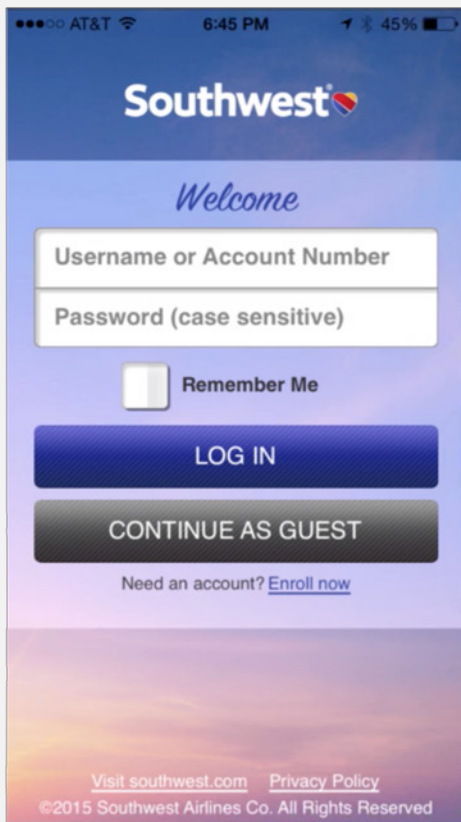 AT&T 6:45 PM 45%
Southwest
Welcome
Username or Account Number
Password (case sensitive)
Remember Me
LOG IN
CONTINUE AS GUEST
Need an account? Enroll now
Visit southwest.com Privacy Policy
©2015 Southwest Airlines Co. All Rights Reserved